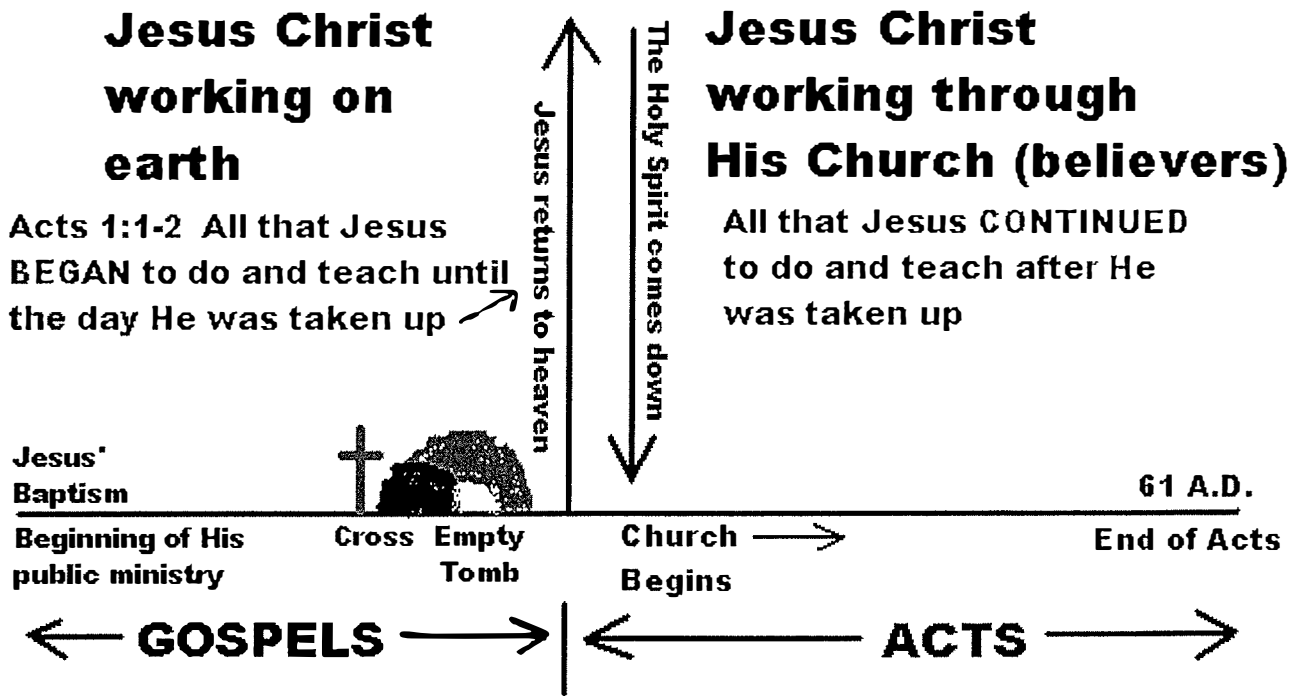 Jesus Christ
working on
earth
Acts 1:1-2 All that Jesus
BEGAN to do and teach until
the day He was taken up
Jesus returns to heaven
The Holy Spirit comes down
Jesus Christ
working through
His Church (believers)
All that Jesus CONTINUED
to do and teach after He
was taken up
Jesus'
Baptism
61 A.D.
Beginning of His
public ministry
Cross
Empty
Tomb
Church
Begins
End of Acts
GOSPELS
ACTS